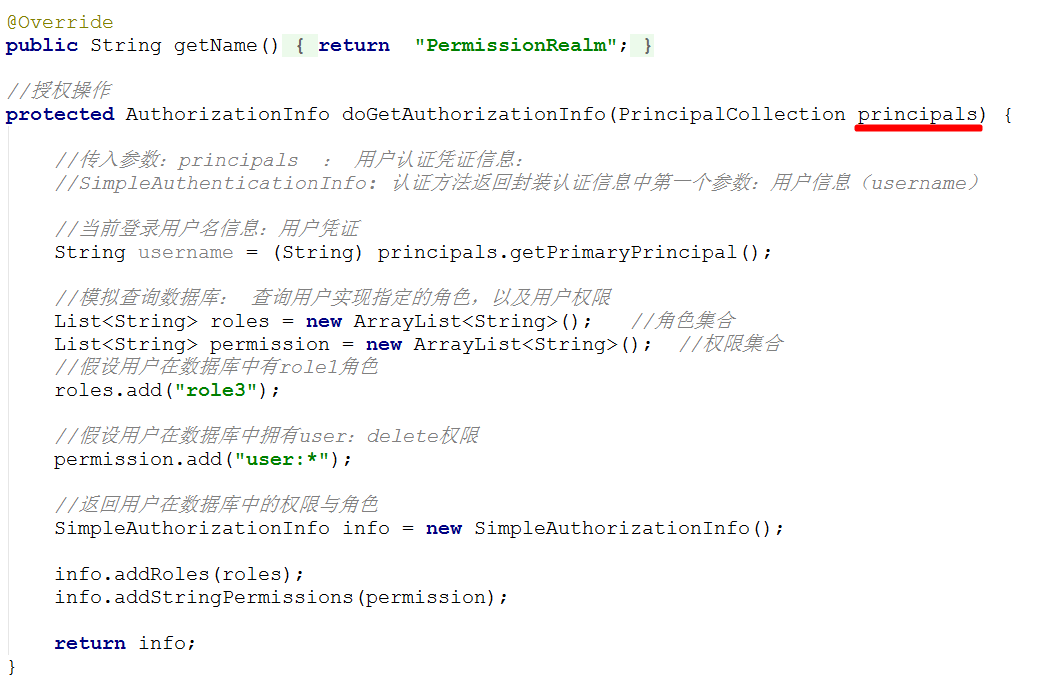 @Override
public String getName() { return  "PermissionRealm"; }
//授权操作
protected AuthorizationInfo doGetAuthorizationInfo(PrincipalCollection principals) {
//传入参数：principals  ： 用户认证凭证信息：
//SimpleAuthenticationInfo: 认证方法返回封装认证信息中第一个参数：用户信息（username）
//当前登录用户名信息：用户凭证
String username = (String) principals.getPrimaryPrincipal();
//模拟查询数据库： 查询用户实现指定的角色，以及用户权限
List<String> roles = new ArrayList<String>();   //角色集合
List<String> permission = new ArrayList<String>();  //权限集合
//假设用户在数据库中有role1角色
roles.add("role3");
//假设用户在数据库中拥有user：delete权限
permission.add("user:*");
//返回用户在数据库中的权限与角色
SimpleAuthorizationInfo info = new SimpleAuthorizationInfo();
info.addRoles(roles);
info.addStringPermissions(permission);
return info;
}